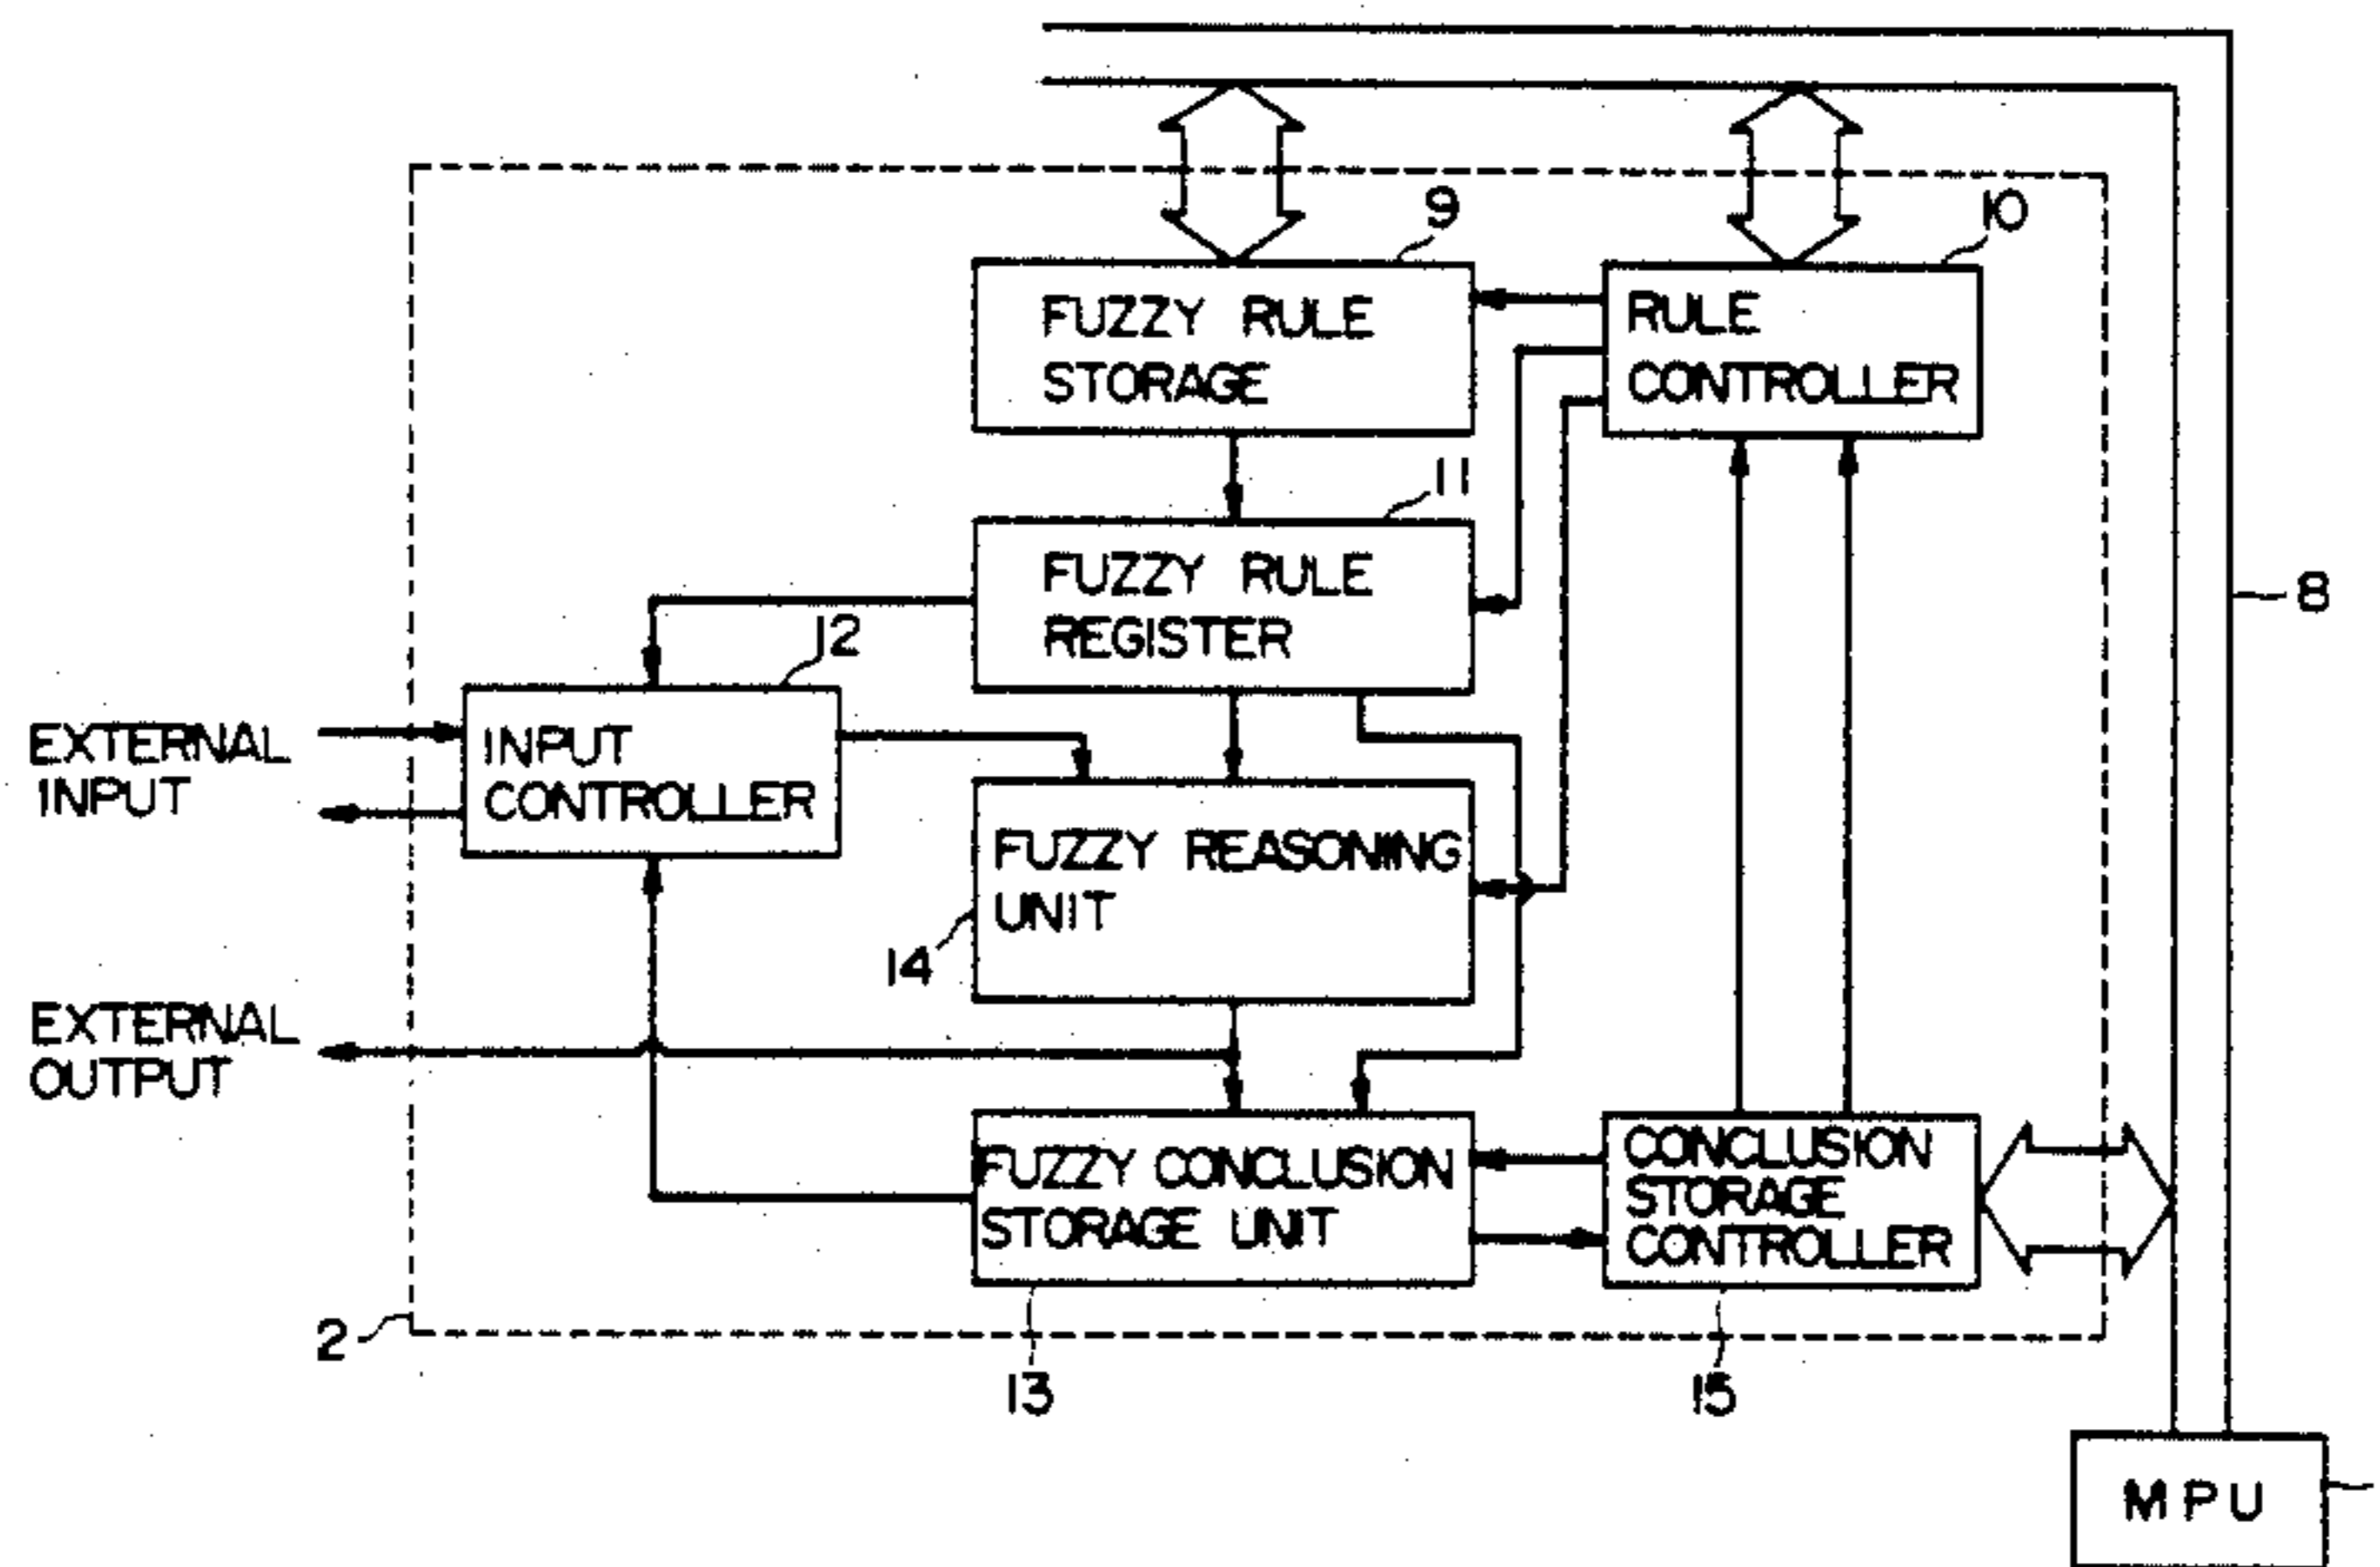 9
10
FUZZY RULE
STORAGE
RULE
CONTROLLER
11
FUZZY RULE
REGISTER
8
12
EXTERNAL
INPUT
INPUT
CONTROLLER
FUZZY REASONING
UNIT
14
EXTERNAL
OUTPUT
FUZZY CONCLUSION
STORAGE UNIT
CONCLUSION
STORAGE
CONTROLLER
2
13
15
MPU